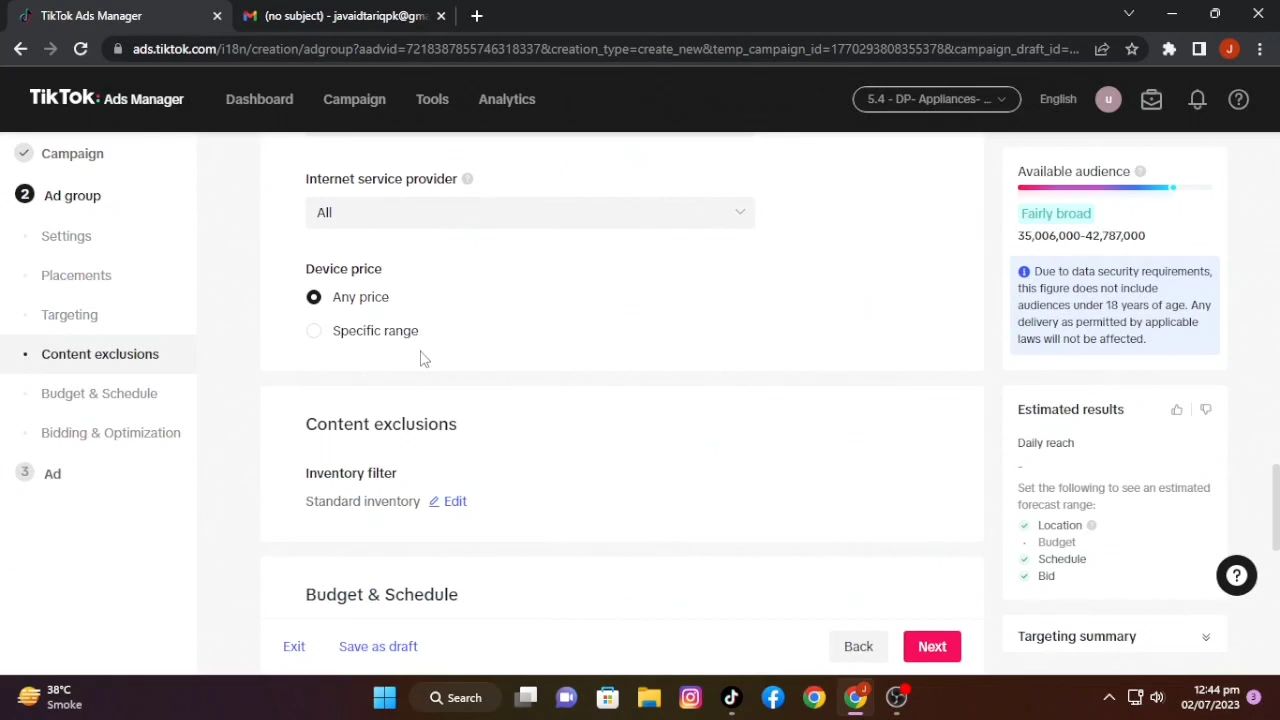 TikTok Ads Manager
(no subject) - javaidtariqpk@gma
ads.tiktok.com/i18n/creation/adgroup?aadvid=7218387855746318337&creation_type=create_new&temp_campaign_id=1770293808355378&campaign_draft_id=...
J
TikTok: Ads Manager
Dashboard
Campaign
Tools
Analytics
5.4 - DP- Appliances- ...
English
u
Campaign
2 Ad group
Settings
Placements
Targeting
Content exclusions
Budget & Schedule
Bidding & Optimization
3 Ad
Internet service provider
All
Device price
Any price
Specific range
Content exclusions
Inventory filter
Standard inventory Edit
Budget & Schedule
Exit
Save as draft
Back
Next
Available audience
Fairly broad
35,006,000-42,787,000
Due to data security requirements,
this figure does not include
audiences under 18 years of age. Any
delivery as permitted by applicable
laws will not be affected.
Estimated results
Daily reach
-
Set the following to see an estimated
forecast range:
Location
Budget
Schedule
Bid
Targeting summary
38°C
Smoke
Search
12:44 pm
02/07/2023
3